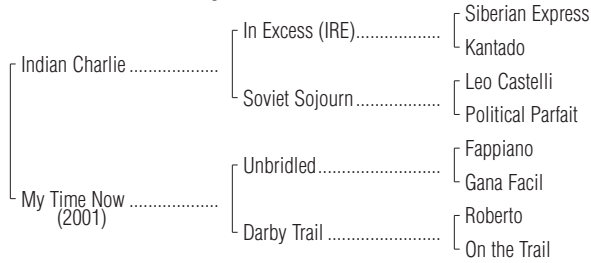 Siberian Express
In Excess (IRE)..................
Kantado
Indian Charlie ...................
Leo Castelli
Soviet Sojourn ..................
Political Parfait
Fappiano
Unbridled..........................
Gana Facil
My Time Now ...................
(2001)
Roberto
Darby Trail ........................
On the Trail